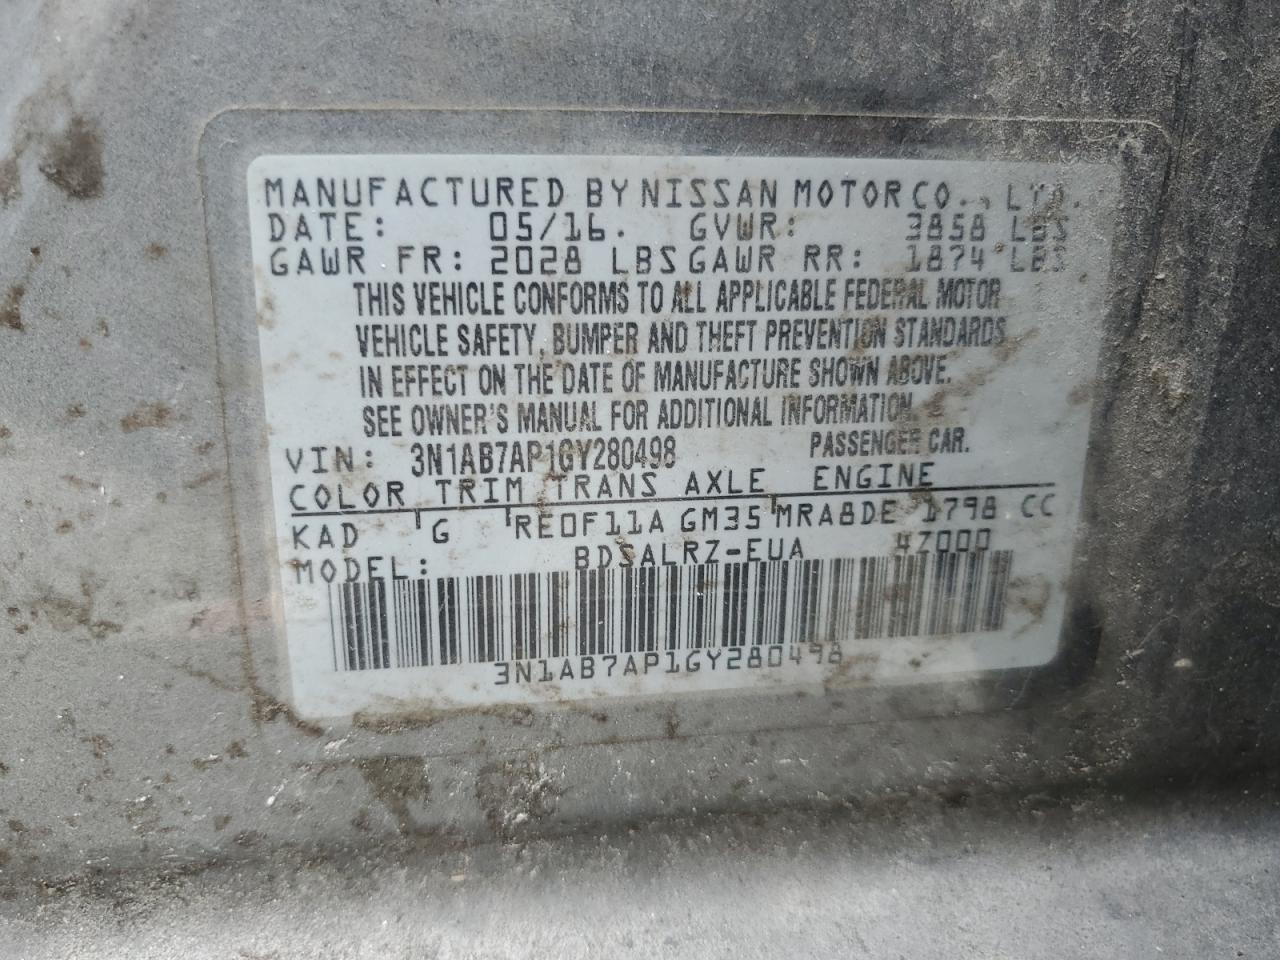 MANUFACTURED BY NISSAN MOTOR CO., LTD.
DATE: 05/16. GVWR: 3858 LBS
GAWR FR: 2028 LBS GAWR RR: 1874 LBS
THIS VEHICLE CONFORMS TO ALL APPLICABLE FEDERAL MOTOR
VEHICLE SAFETY, BUMPER AND THEFT PREVENTION STANDARDS
IN EFFECT ON THE DATE OF MANUFACTURE SHOWN ABOVE.
SEE OWNER'S MANUAL FOR ADDITIONAL INFORMATION.
VIN: 3N1AB7AP1GY280498 PASSENGER CAR.
COLOR TRIM TRANS AXLE ENGINE
KAD G RE0F11A GM35 MRA8DE 1798 CC
MODEL: BDSALRZ-EUA 47000
3N1AB7AP1GY280498